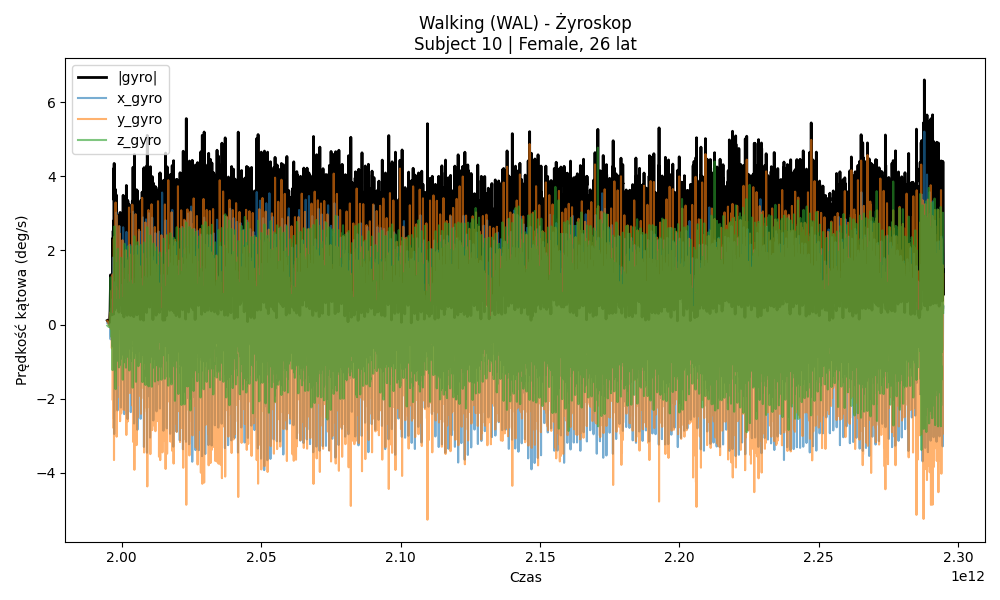 Walking (WAL) - Żyroskop
Subject 10 | Female, 26 lat
|gyro|
x_gyro
y_gyro
z_gyro
Prędkość kątowa (deg/s)
6
4
2
0
−2
−4
2.00 2.05 2.10 2.15 2.20 2.25 2.30
1e12
Czas